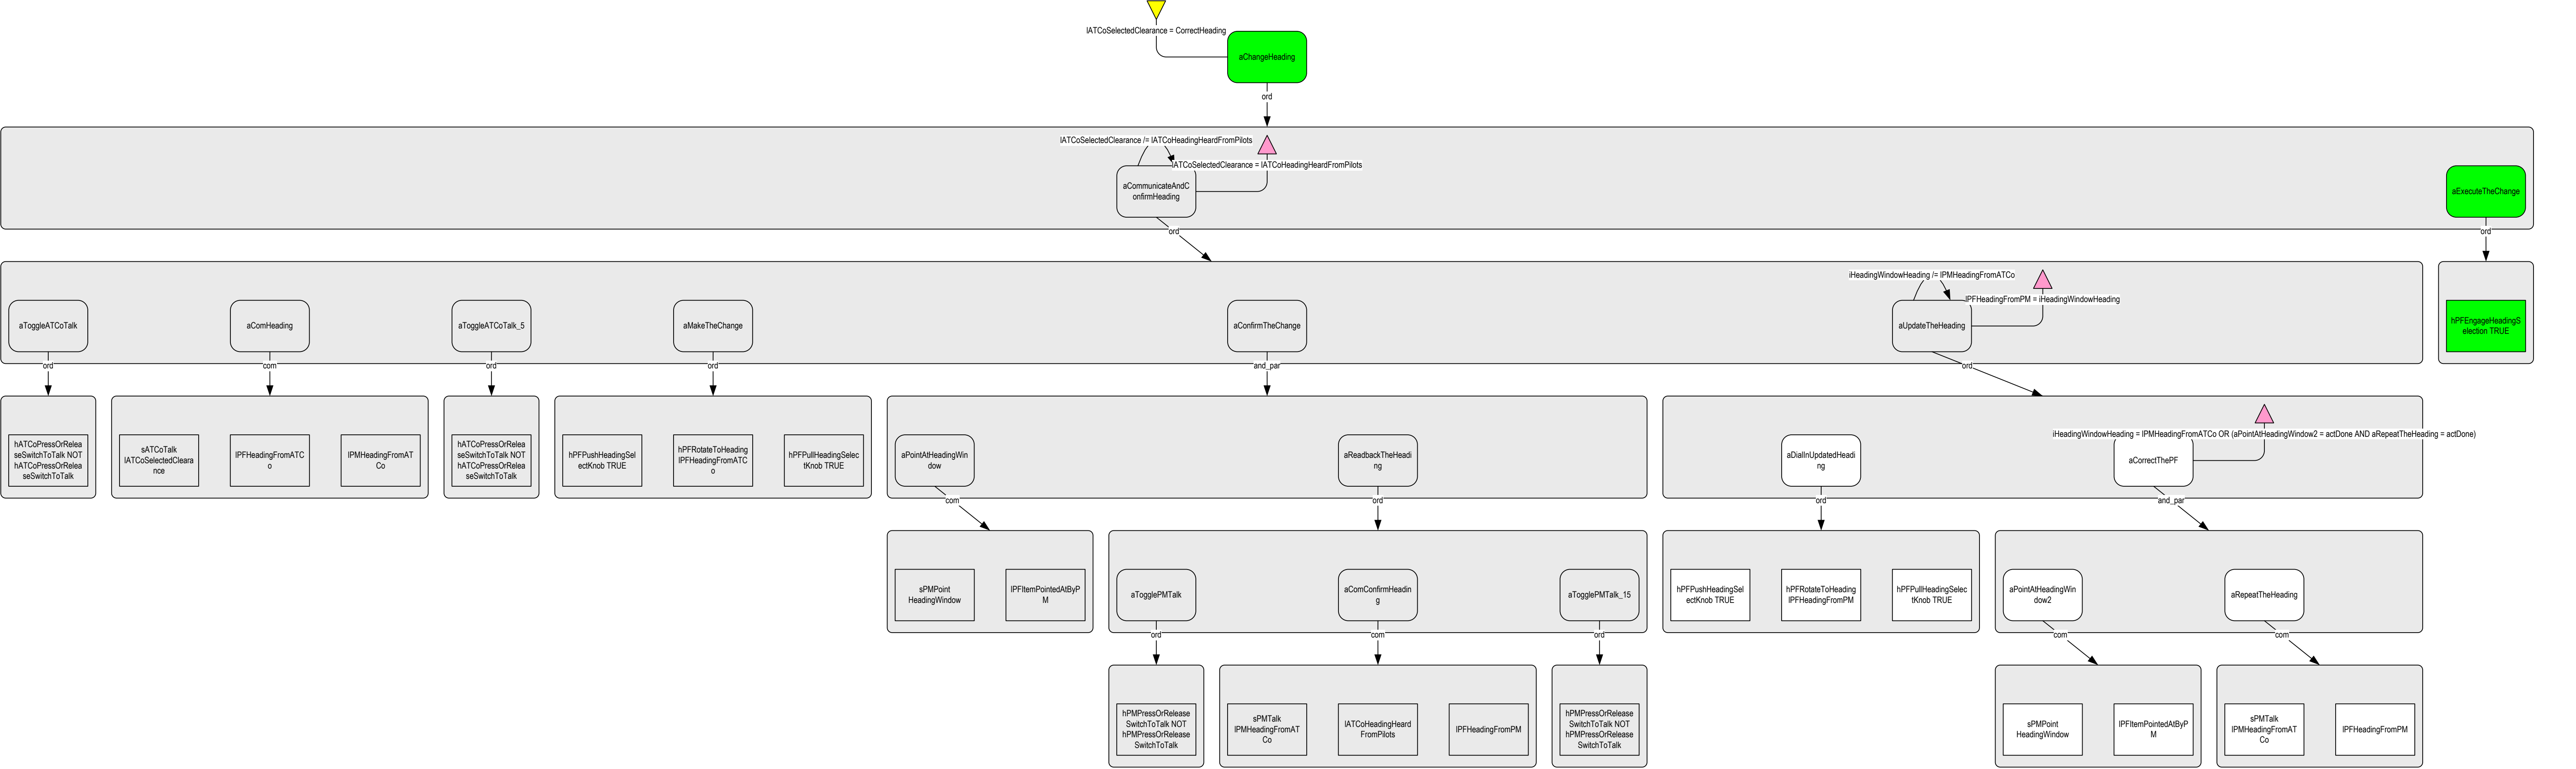 lATCoSelectedClearance = CorrectHeading
aChangeHeading
ord
lATCoSelectedClearance /= lATCoHeadingHeardFromPilots
lATCoSelectedClearance = lATCoHeadingHeardFromPilots
aCommunicateAndC
onfirmHeading
aExecuteTheChange
ord
ord
iHeadingWindowHeading /= lPMHeadingFromATCo
lPFHeadingFromPM = iHeadingWindowHeading
aToggleATCoTalk
aComHeading
aToggleATCoTalk_5
aMakeTheChange
aConfirmTheChange
aUpdateTheHeading
hPFEngageHeadingS
election TRUE
ord
com
ord
ord
and_par
ord
hATCoPressOrRelea
seSwitchToTalk NOT
hATCoPressOrRelea
seSwitchToTalk
sATCoTalk
lATCoSelectedCleara
nce
lPFHeadingFromATC
o
lPMHeadingFromAT
Co
hATCoPressOrRelea
seSwitchToTalk NOT
hATCoPressOrRelea
seSwitchToTalk
hPFPushHeadingSel
ectKnob TRUE
hPFRotateToHeading
lPFHeadingFromATC
o
hPFPullHeadingSelec
tKnob TRUE
aPointAtHeadingWin
dow
aReadbackTheHeadi
ng
aDialInUpdatedHeadi
ng
iHeadingWindowHeading = lPMHeadingFromATCo OR (aPointAtHeadingWindow2 = actDone AND aRepeatTheHeading = actDone)
aCorrectThePF
com
ord
ord
and_par
sPMPoint
HeadingWindow
lPFItemPointedAtByP
M
aTogglePMTalk
aComConfirmHeadin
g
aTogglePMTalk_15
hPFPushHeadingSel
ectKnob TRUE
hPFRotateToHeading
lPFHeadingFromPM
hPFPullHeadingSelec
tKnob TRUE
aPointAtHeadingWin
dow2
aRepeatTheHeading
ord
com
ord
com
com
hPMPressOrRelease
SwitchToTalk NOT
hPMPressOrRelease
SwitchToTalk
sPMTalk
lPMHeadingFromAT
Co
lATCoHeadingHeard
FromPilots
lPFHeadingFromPM
hPMPressOrRelease
SwitchToTalk NOT
hPMPressOrRelease
SwitchToTalk
sPMPoint
HeadingWindow
lPFItemPointedAtByP
M
sPMTalk
lPMHeadingFromAT
Co
lPFHeadingFromPM